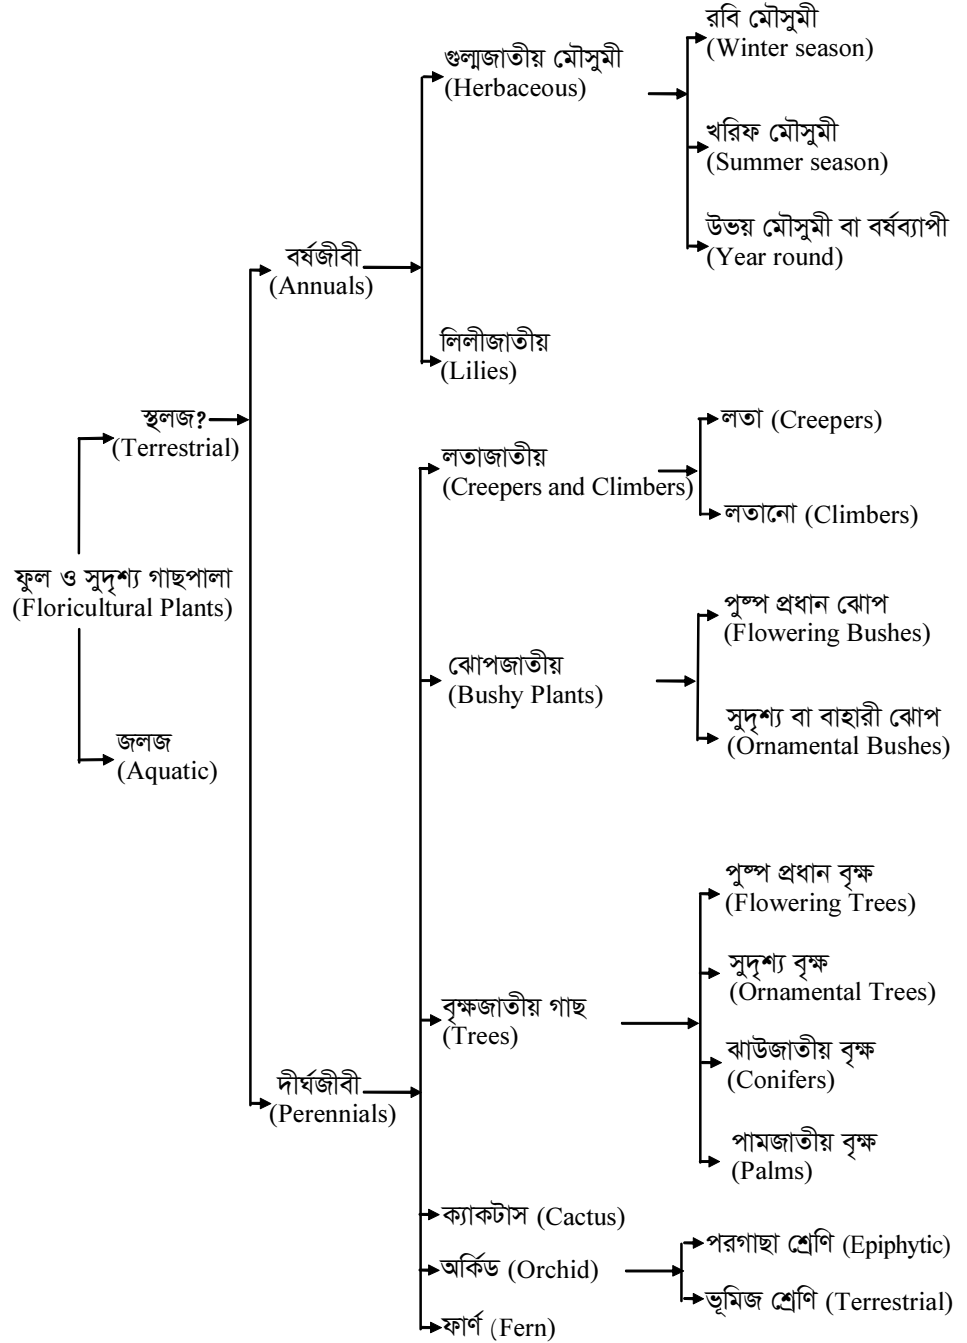 রবি মৌসুমী
(Winter season)
গুল্মজাতীয় মৌসুমী
(Herbaceous)
খরিফ মৌসুমী
(Summer season)
উভয় মৌসুমী বা বর্ষব্যাপী
(Year round)
বর্ষজীবী
(Annuals)
লিলীজাতীয়
(Lilies)
স্থলজ?
(Terrestrial)
লতাজাতীয়
(Creepers and Climbers)
লতা (Creepers)
লতানো (Climbers)
ফুল ও সুদৃশ্য গাছপালা
(Floricultural Plants)
পুষ্প প্রধান ঝোপ
(Flowering Bushes)
ঝোপজাতীয়
(Bushy Plants)
সুদৃশ্য বা বাহারী ঝোপ
(Ornamental Bushes)
জলজ
(Aquatic)
পুষ্প প্রধান বৃক্ষ
(Flowering Trees)
সুদৃশ্য বৃক্ষ
(Ornamental Trees)
বৃক্ষজাতীয় গাছ
(Trees)
ঝাউজাতীয় বৃক্ষ
(Conifers)
দীর্ঘজীবী
(Perennials)
পামজাতীয় বৃক্ষ
(Palms)
ক্যাকটাস (Cactus)
পরগাছা শ্রেণি (Epiphytic)
অর্কিড (Orchid)
ভূমিজ শ্রেণি (Terrestrial)
ফার্ণ (Fern)